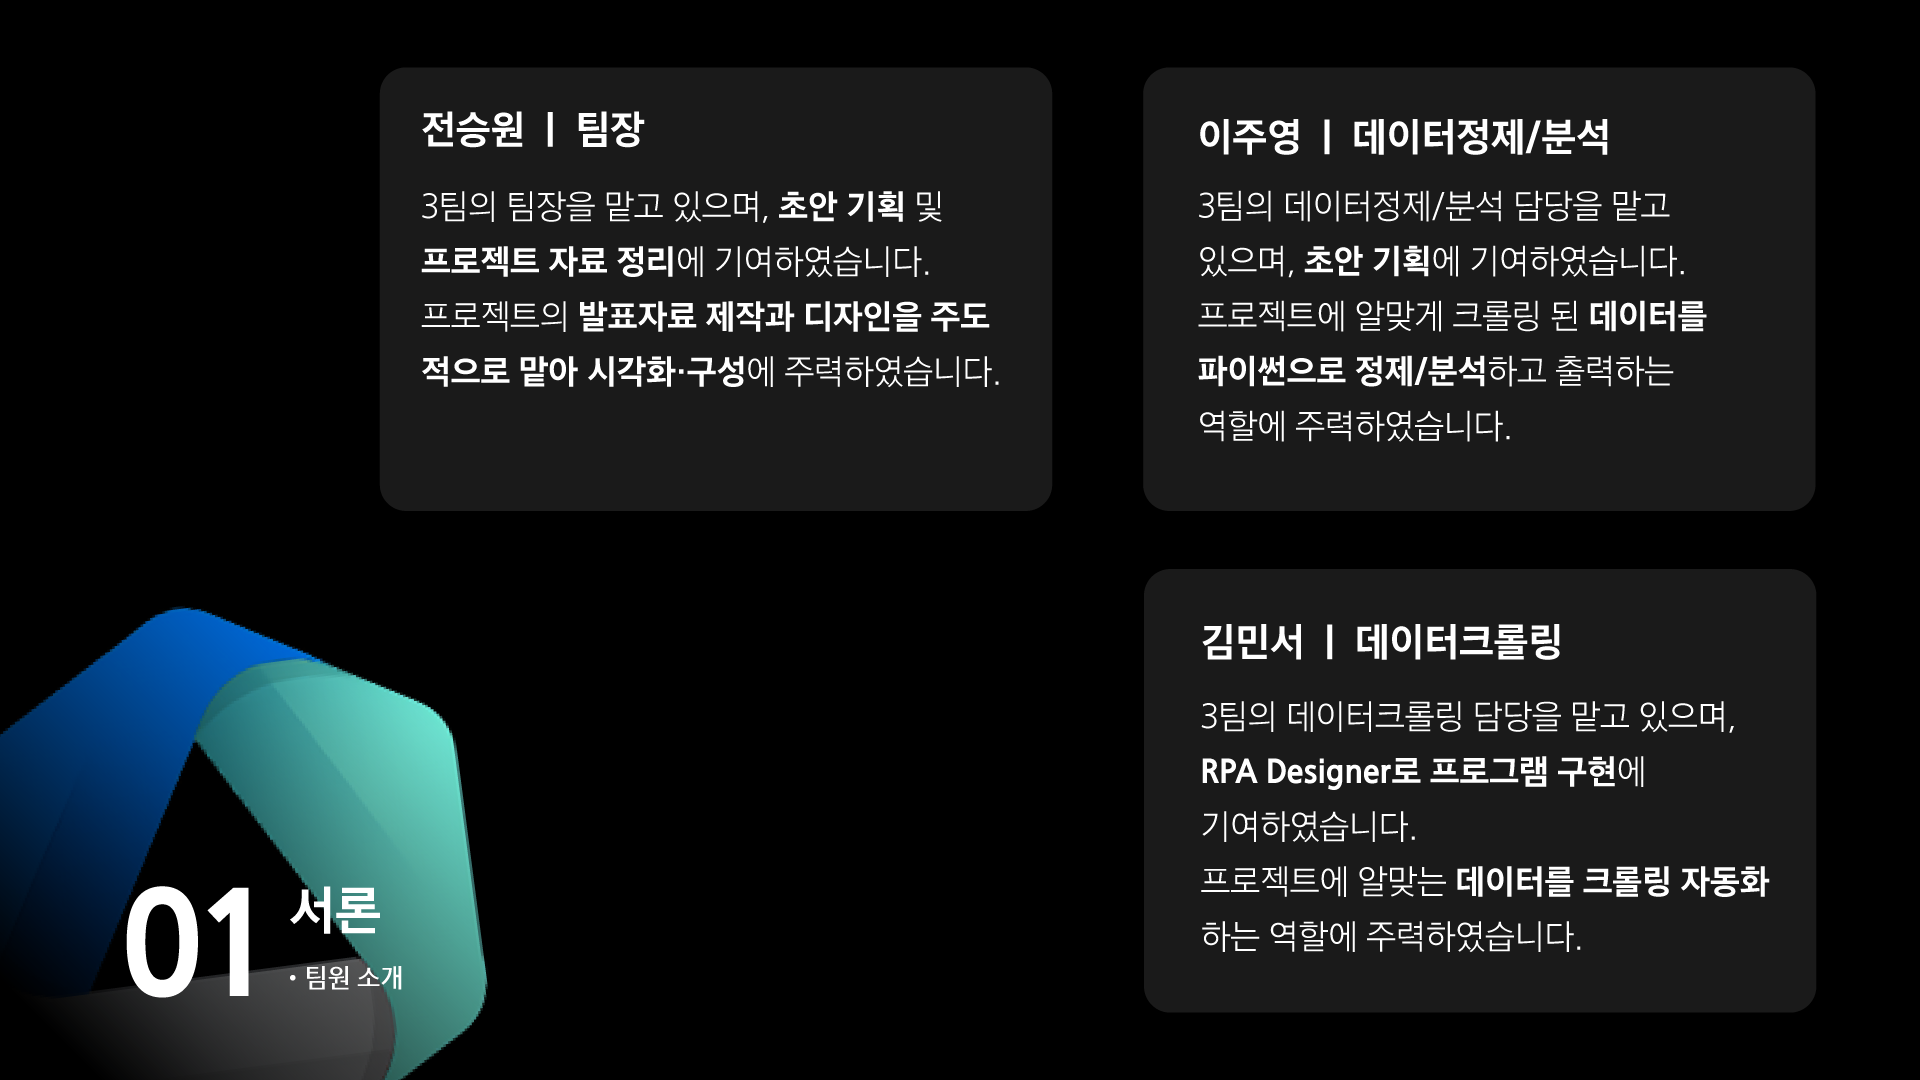 전승원 ㅣ 팀장
3팀의 팀장을 맡고 있으며, 초안 기획 및
프로젝트 자료 정리에 기여하였습니다.
프로젝트의 발표자료 제작과 디자인을 주도
적으로 맡아 시각화·구성에 주력하였습니다.
이주영 ㅣ 데이터정제/분석
3팀의 데이터정제/분석 담당을 맡고
있으며, 초안 기획에 기여하였습니다.
프로젝트에 알맞게 크롤링 된 데이터를
파이썬으로 정제/분석하고 출력하는
역할에 주력하였습니다.
김민서 ㅣ 데이터크롤링
3팀의 데이터크롤링 담당을 맡고 있으며,
RPA Designer로 프로그램 구현에
기여하였습니다.
프로젝트에 알맞는 데이터를 크롤링 자동화
하는 역할에 주력하였습니다.
01 서론
• 팀원 소개